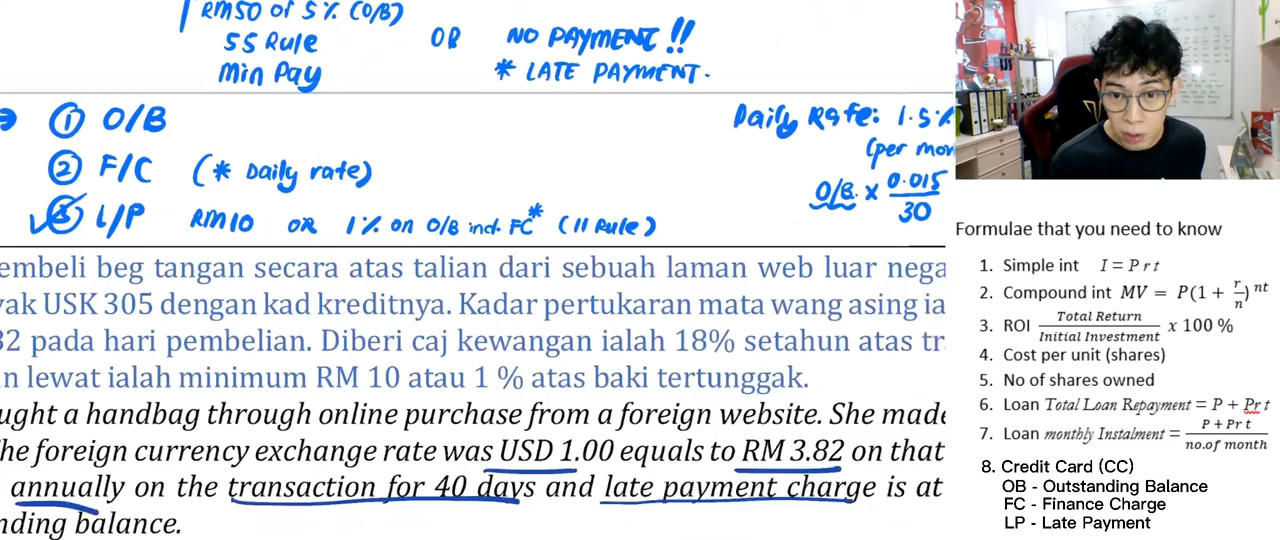 RM50 or 5% (O/B)
55 Rule OR NO PAYMENT!!
Min Pay * LATE PAYMENT.
① O/B
② F/C (* Daily rate)
③ L/P RM10 OR 1% on O/B incl. FC* (11 Rule)
Daily Rate: 1.5%
(per mon
O/B. x 0.015
30
embeli beg tangan secara atas talian dari sebuah laman web luar nega
yak USK 305 dengan kad kreditnya. Kadar pertukaran mata wang asing ia
32 pada hari pembelian. Diberi caj kewangan ialah 18% setahun atas tr
n lewat ialah minimum RM 10 atau 1 % atas baki tertunggak.
ught a handbag through online purchase from a foreign website. She made
he foreign currency exchange rate was USD 1.00 equals to RM 3.82 on that
annually on the transaction for 40 days and late payment charge is at
nding balance.
Formulae that you need to know
1. Simple int I = P r t
2. Compound int MV = P(1 + r/n)^nt
3. ROI Total Return / Initial Investment x 100 %
4. Cost per unit (shares)
5. No of shares owned
6. Loan Total Loan Repayment = P + Pr t
7. Loan monthly Instalment = P + Pr t / no.of month
8. Credit Card (CC)
OB - Outstanding Balance
FC - Finance Charge
LP - Late Payment